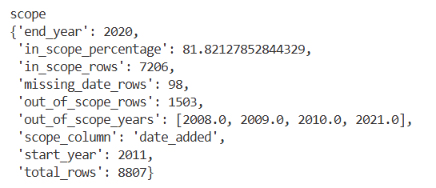 scope
{'end_year': 2020,
 'in_scope_percentage': 81.82127852844329,
 'in_scope_rows': 7206,
 'missing_date_rows': 98,
 'out_of_scope_rows': 1503,
 'out_of_scope_years': [2008.0, 2009.0, 2010.0, 2021.0],
 'scope_column': 'date_added',
 'start_year': 2011,
 'total_rows': 8807}